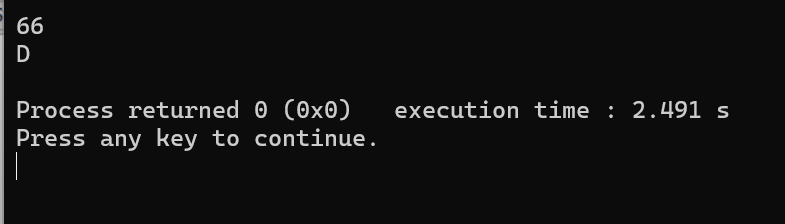 66
D
Process returned 0 (0x0)   execution time : 2.491 s
Press any key to continue.